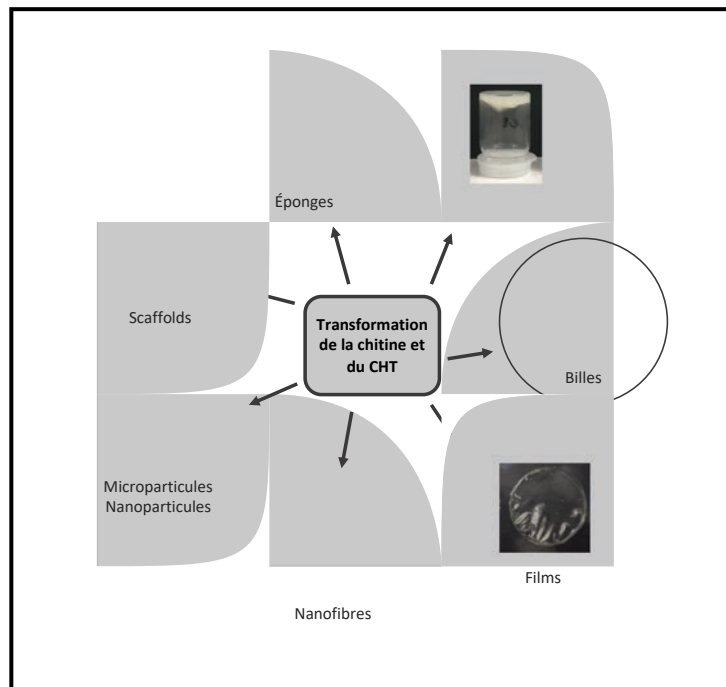 Éponges
Scaffolds
Transformation
de la chitine et
du CHT
Billes
Microparticules
Nanoparticules
Films
Nanofibres